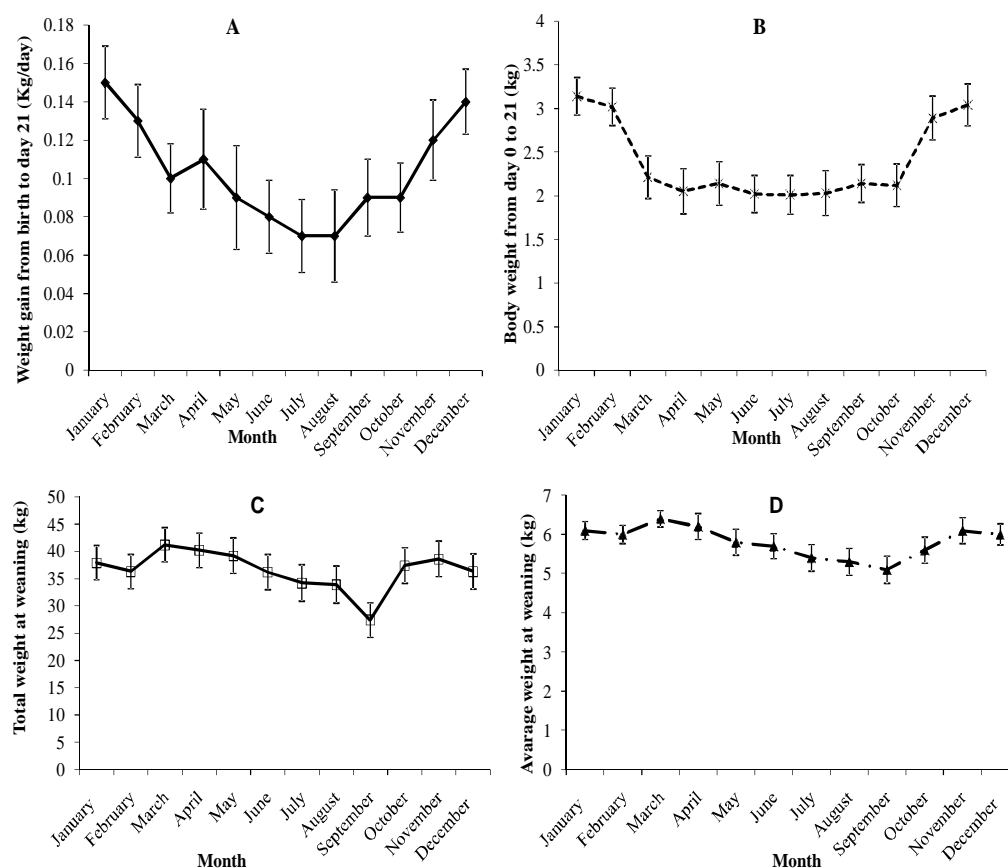 A
Weight gain from birth to day 21 (Kg/day)
0.18
0.16
0.14
0.12
0.1
0.08
0.06
0.04
0.02
0
January
February
March
April
May
June
July
August
September
October
November
December
Month
B
Body weight from day 0 to 21 (kg)
4
3.5
3
2.5
2
1.5
1
0.5
0
January
February
March
April
May
June
July
August
September
October
November
December
Month
C
Total weight at weaning (kg)
50
45
40
35
30
25
20
15
10
5
0
January
February
March
April
May
June
July
August
September
October
November
December
Month
D
Avarage weight at weaning (kg)
7
6
5
4
3
2
1
0
January
February
March
April
May
June
July
August
September
October
November
December
Month